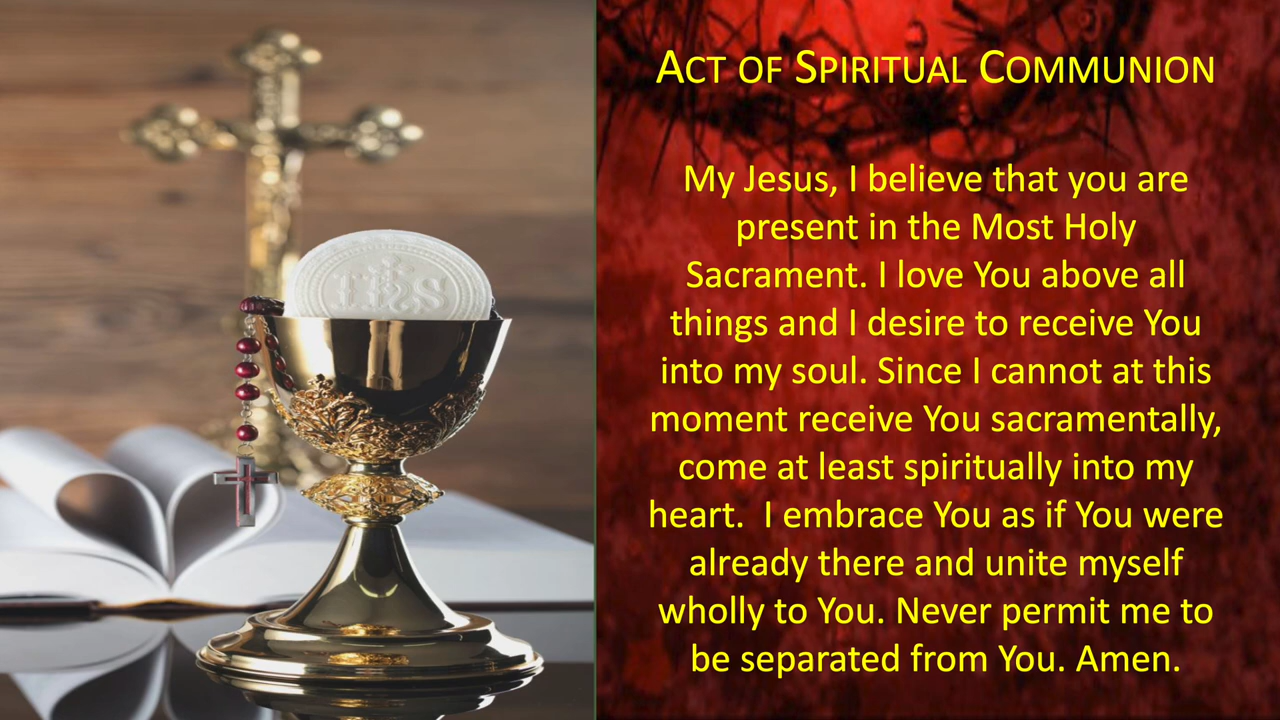 IHS
ACT OF SPIRITUAL COMMUNION
My Jesus, I believe that you are
present in the Most Holy
Sacrament. I love You above all
things and I desire to receive You
into my soul. Since I cannot at this
moment receive You sacramentally,
come at least spiritually into my
heart.  I embrace You as if You were
already there and unite myself
wholly to You. Never permit me to
be separated from You. Amen.